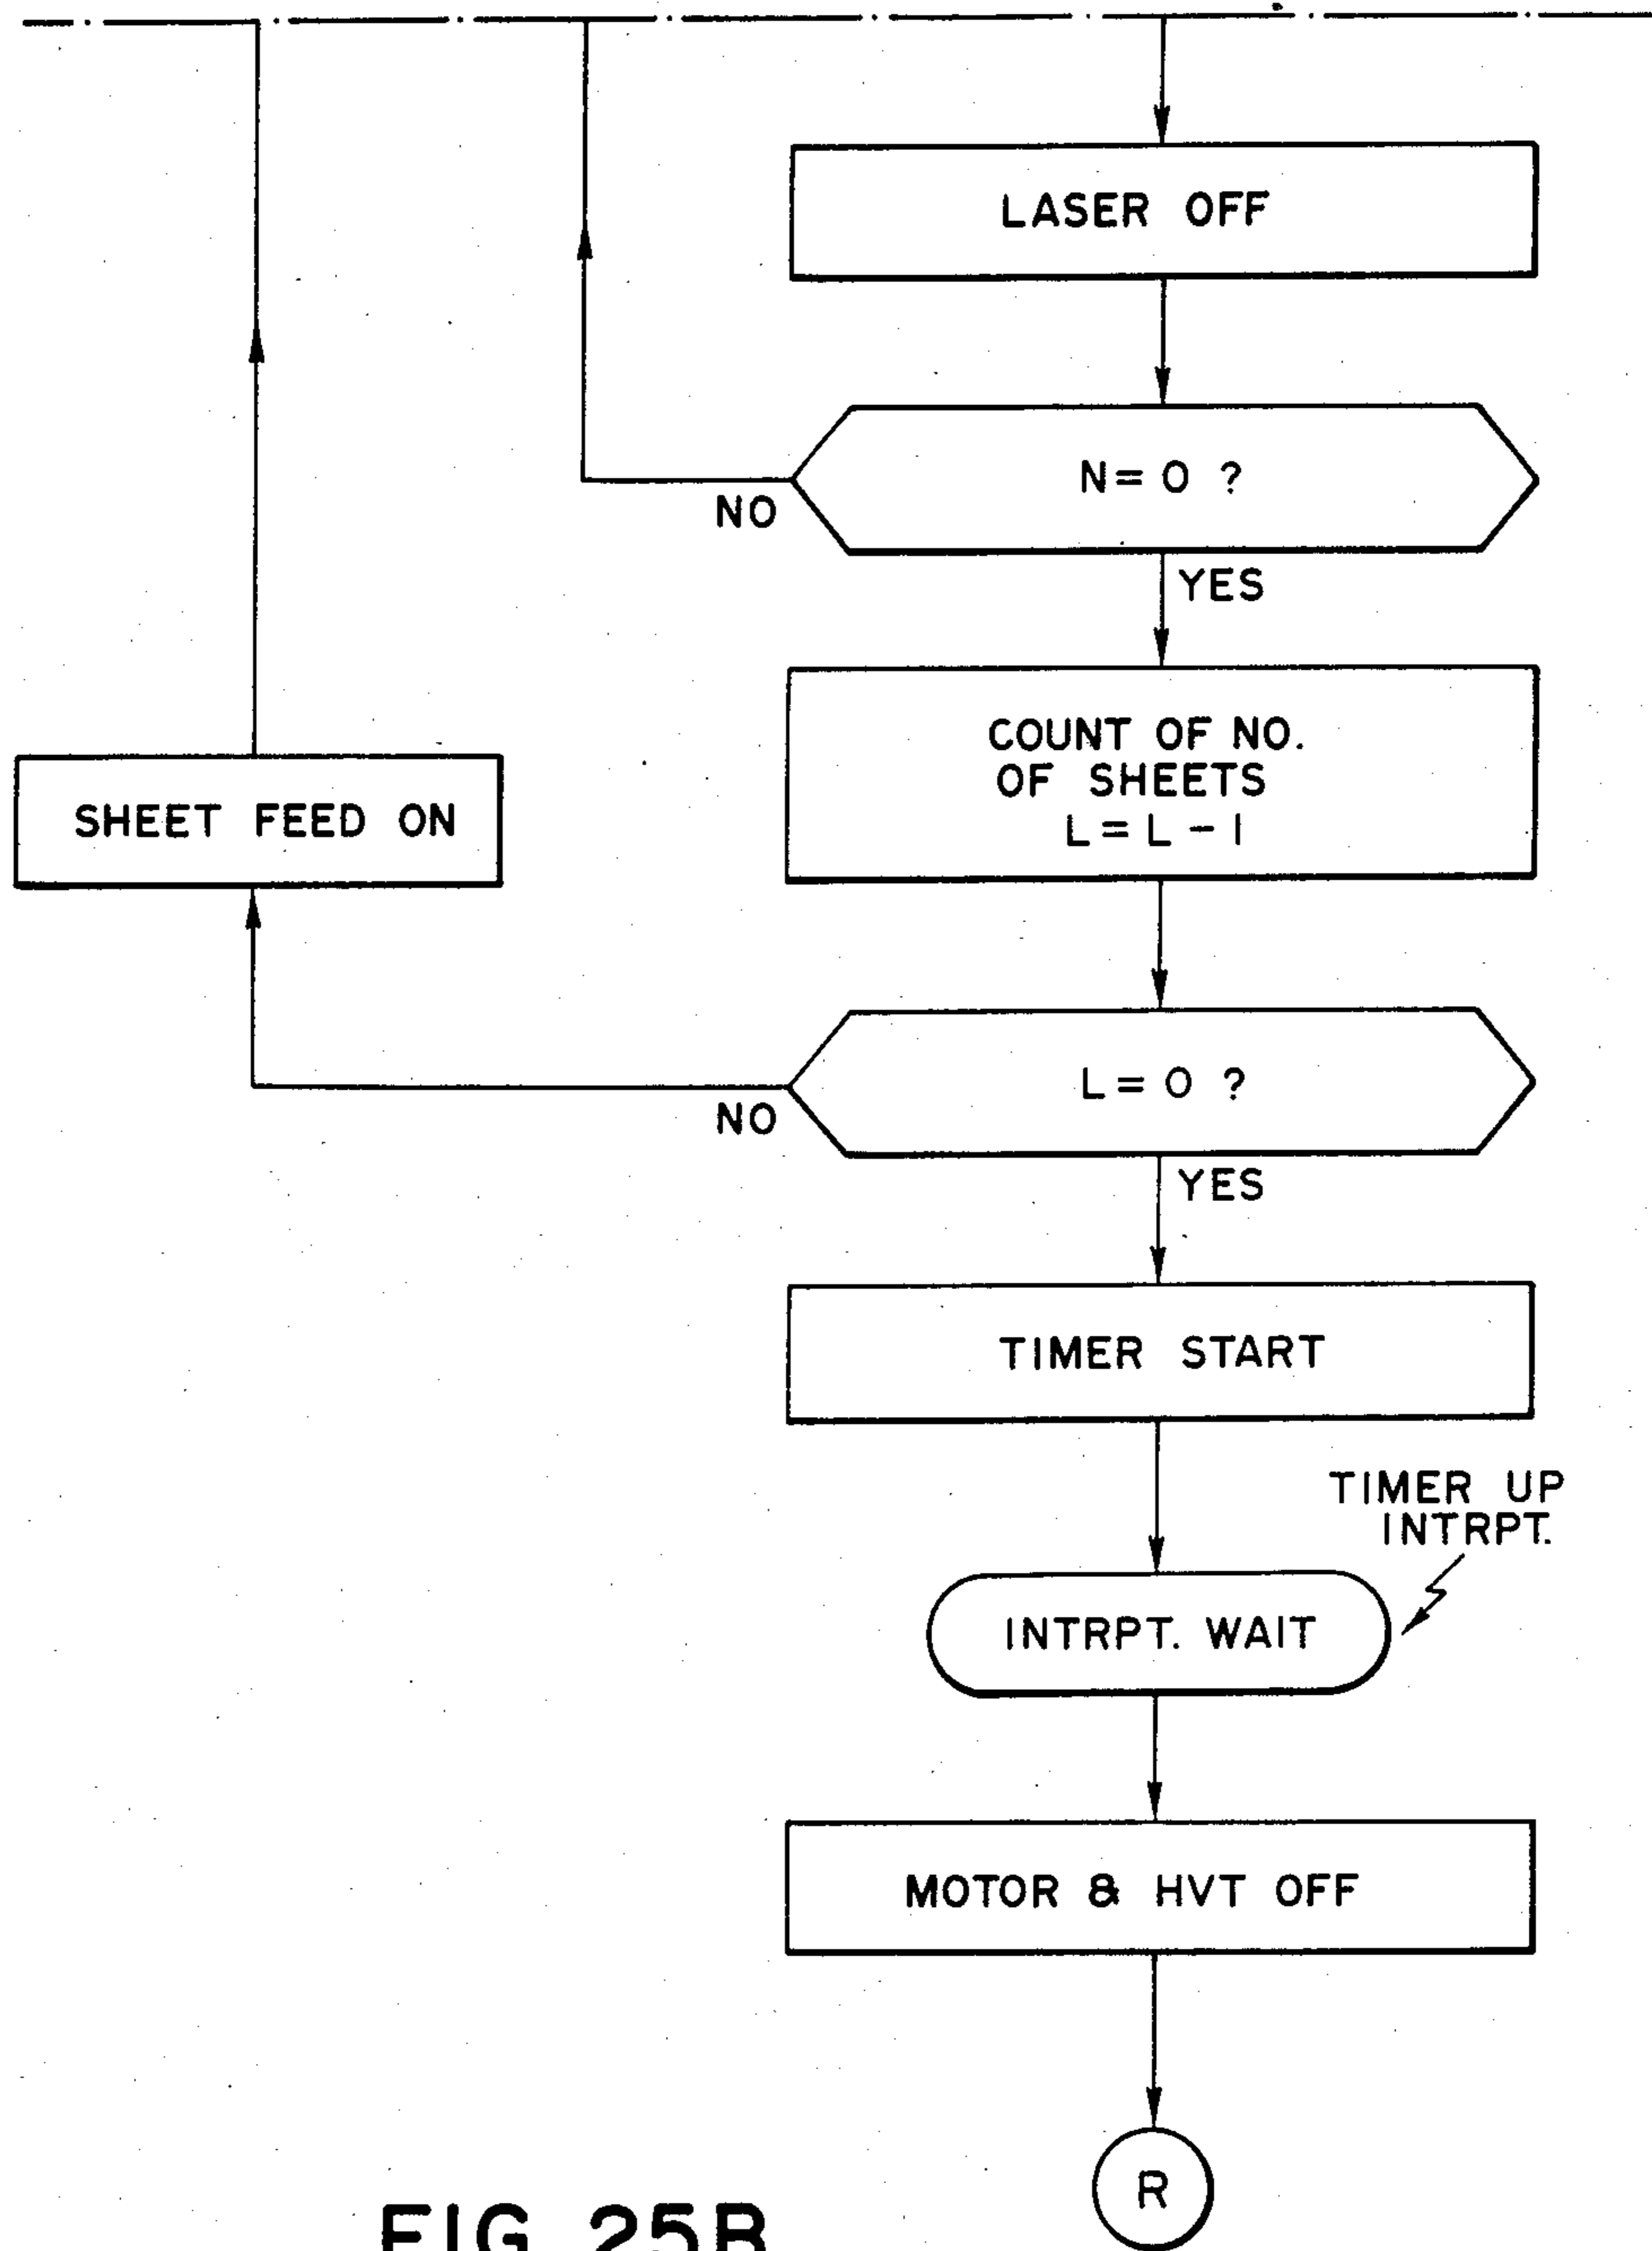 LASER OFF
N=0 ?
NO
YES
COUNT OF NO.
OF SHEETS
L=L-1
SHEET FEED ON
L=0 ?
NO
YES
TIMER START
TIMER UP
INTRPT.
INTRPT. WAIT
MOTOR & HVT OFF
R
FIG. 25B